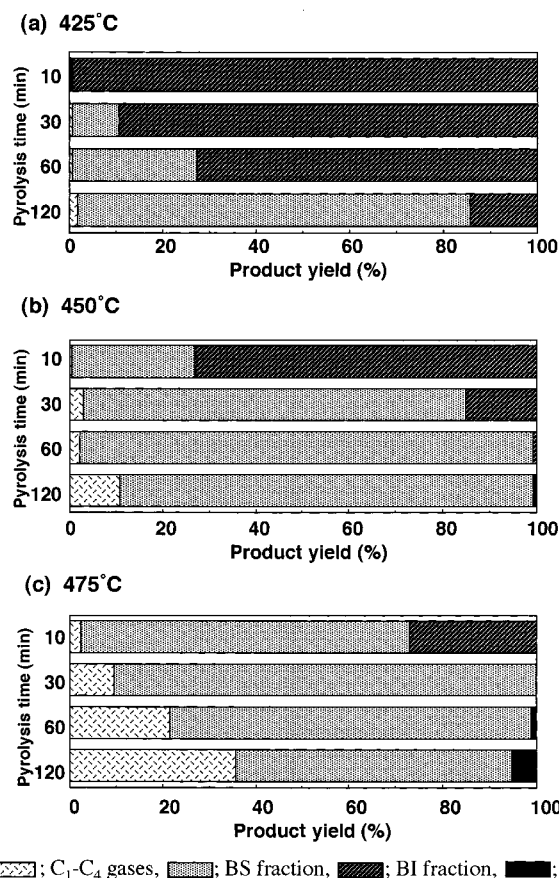 (a) 425°C
Pyrolysis time (min)
10
30
60
120
0 20 40 60 80 100
Product yield (%)
(b) 450°C
Pyrolysis time (min)
10
30
60
120
0 20 40 60 80 100
Product yield (%)
(c) 475°C
Pyrolysis time (min)
10
30
60
120
0 20 40 60 80 100
Product yield (%)
; C1-C4 gases, ; BS fraction, ; BI fraction, ;